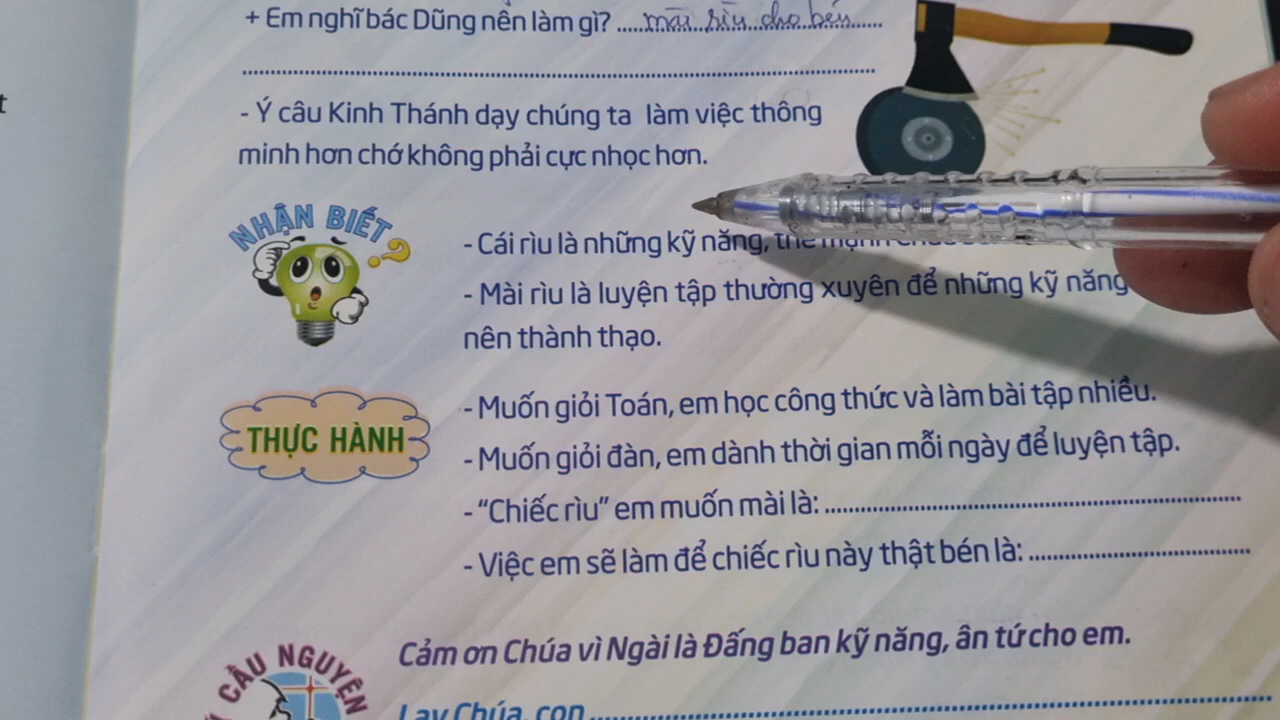 + Em nghĩ bác Dũng nên làm gì? ...mài rìu cho bén......
- Ý câu Kinh Thánh dạy chúng ta làm việc thông
minh hơn chớ không phải cực nhọc hơn.
NHẬN BIẾT?
- Cái rìu là những kỹ năng, thế mạnh
- Mài rìu là luyện tập thường xuyên để những kỹ năng
nên thành thạo.
THỰC HÀNH
- Muốn giỏi Toán, em học công thức và làm bài tập nhiều.
- Muốn giỏi đàn, em dành thời gian mỗi ngày để luyện tập.
- “Chiếc rìu” em muốn mài là: ..........
- Việc em sẽ làm để chiếc rìu này thật bén là: ..........
CẦU NGUYỆN
Cảm ơn Chúa vì Ngài là Đấng ban kỹ năng, ân tứ cho em.
Lạy Chúa, con ..........